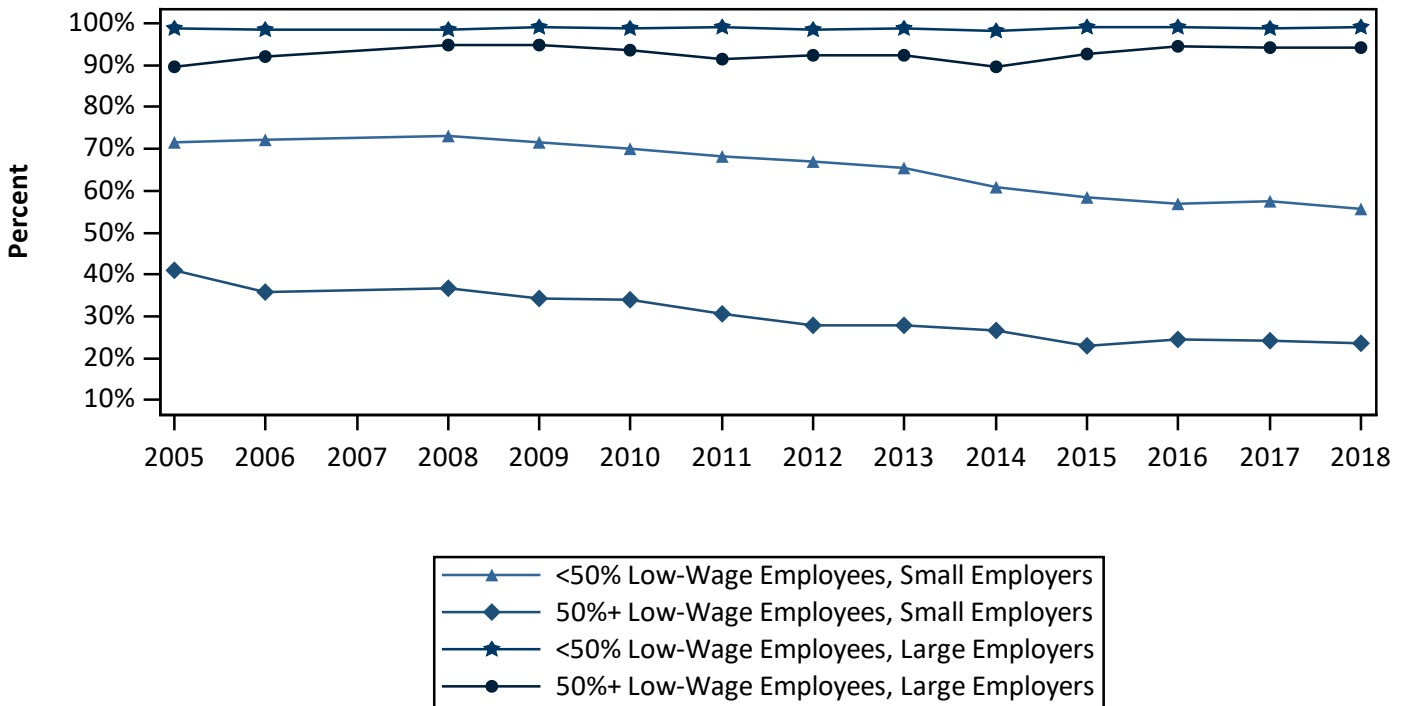 100%
90%
80%
70%
60%
50%
40%
30%
20%
10%
Percent
2005 2006 2007 2008 2009 2010 2011 2012 2013 2014 2015 2016 2017 2018
<50% Low-Wage Employees, Small Employers
50%+ Low-Wage Employees, Small Employers
<50% Low-Wage Employees, Large Employers
50%+ Low-Wage Employees, Large Employers